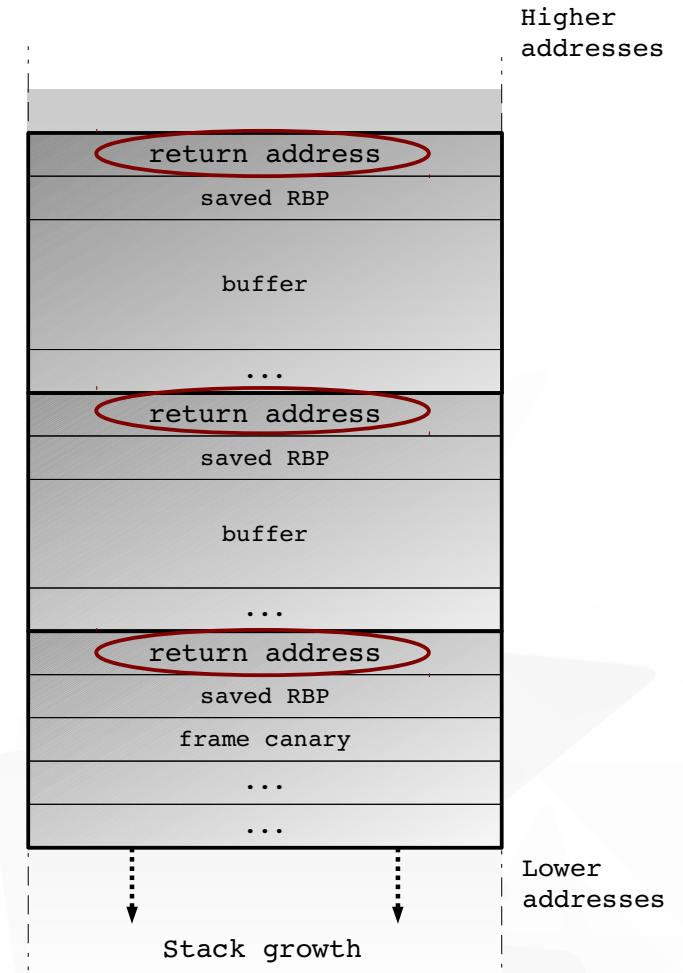 Higher
addresses
return address
saved RBP
buffer
...
return address
saved RBP
buffer
...
return address
saved RBP
frame canary
...
...
Lower
addresses
Stack growth